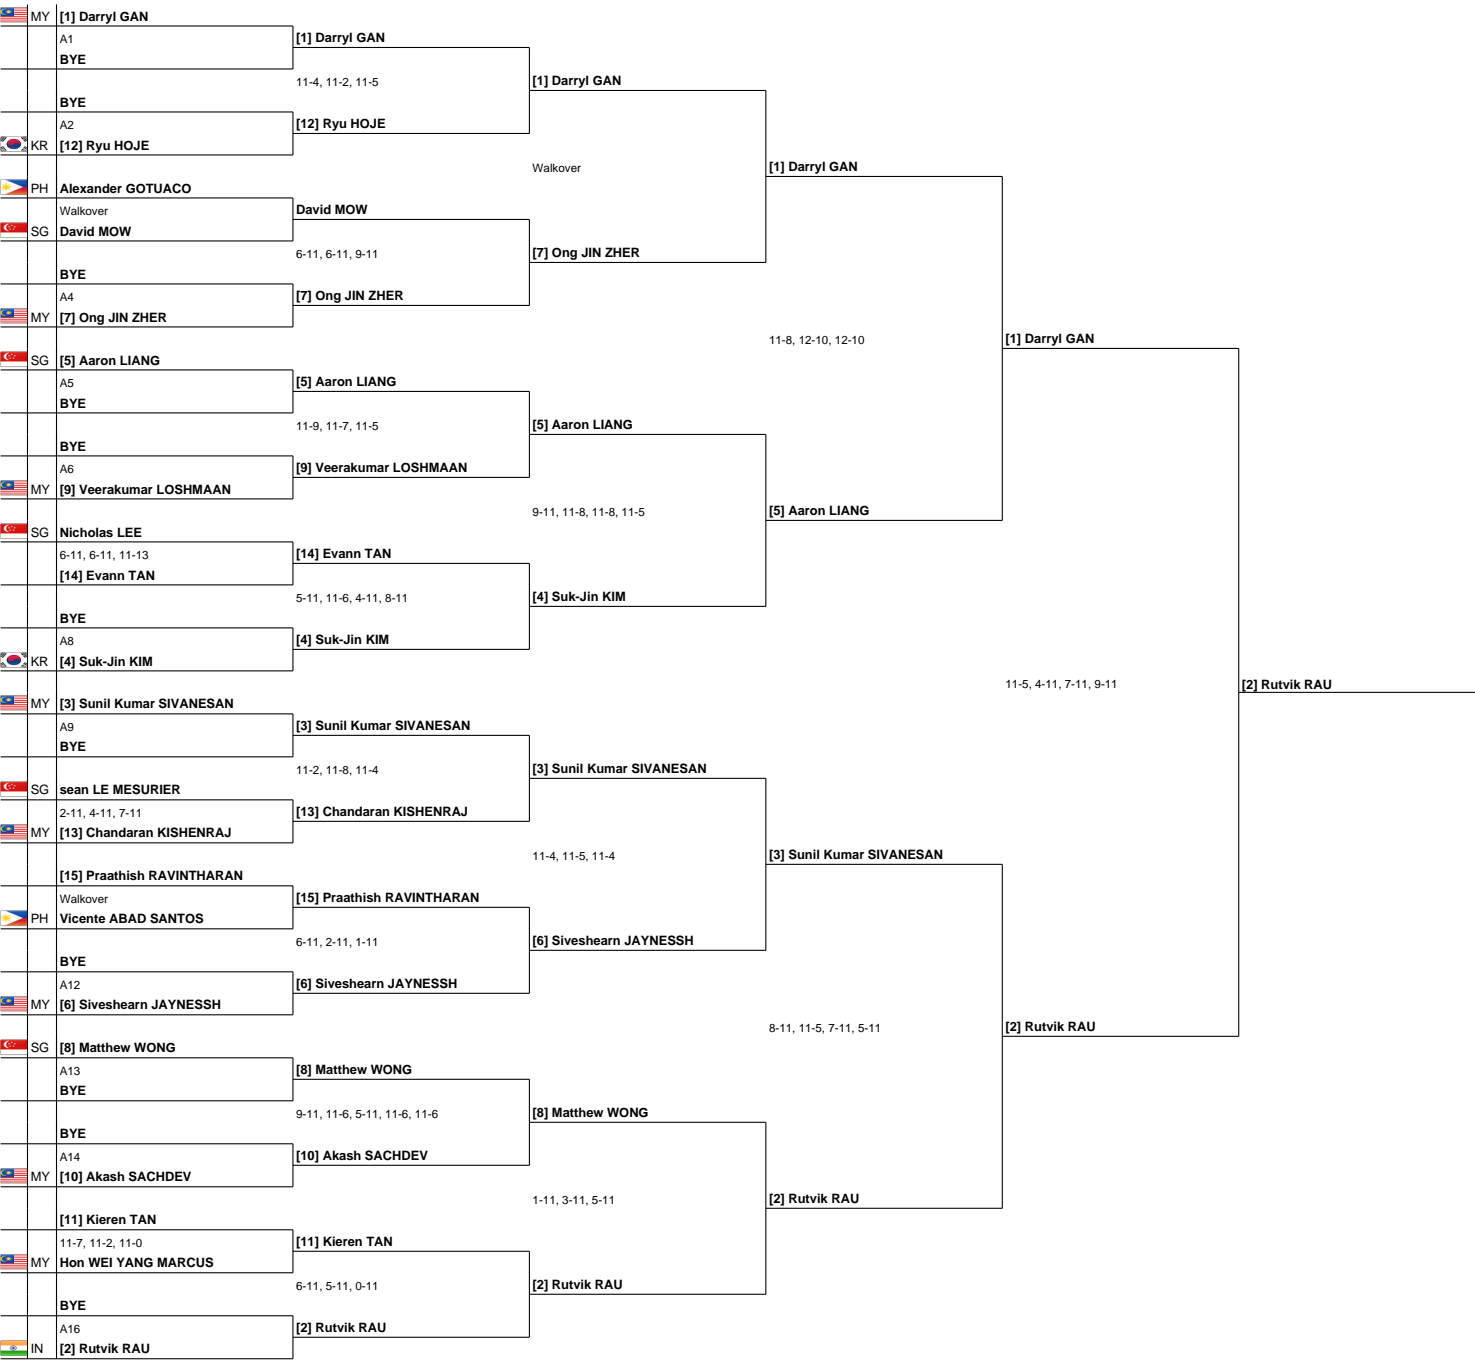 MY [1] Darryl GAN
A1 [1] Darryl GAN
BYE
11-4, 11-2, 11-5 [1] Darryl GAN
BYE
A2 [12] Ryu HOJE
KR [12] Ryu HOJE
Walkover [1] Darryl GAN
PH Alexander GOTUACO
Walkover David MOW
SG David MOW
6-11, 6-11, 9-11 [7] Ong JIN ZHER
BYE
A4 [7] Ong JIN ZHER
MY [7] Ong JIN ZHER
11-8, 12-10, 12-10 [1] Darryl GAN
SG [5] Aaron LIANG
A5 [5] Aaron LIANG
BYE
11-9, 11-7, 11-5 [5] Aaron LIANG
BYE
A6 [9] Veerakumar LOSHMAAN
MY [9] Veerakumar LOSHMAAN
9-11, 11-8, 11-8, 11-5 [5] Aaron LIANG
SG Nicholas LEE
6-11, 6-11, 11-13 [14] Evann TAN
[14] Evann TAN
5-11, 11-6, 4-11, 8-11 [4] Suk-Jin KIM
BYE
A8 [4] Suk-Jin KIM
KR [4] Suk-Jin KIM
11-5, 4-11, 7-11, 9-11 [2] Rutvik RAU
MY [3] Sunil Kumar SIVANESAN
A9 [3] Sunil Kumar SIVANESAN
BYE
11-2, 11-8, 11-4 [3] Sunil Kumar SIVANESAN
SG sean LE MESURIER
2-11, 4-11, 7-11 [13] Chandaran KISHENRAJ
MY [13] Chandaran KISHENRAJ
11-4, 11-5, 11-4 [3] Sunil Kumar SIVANESAN
[15] Praathish RAVINTHARAN
Walkover [15] Praathish RAVINTHARAN
PH Vicente ABAD SANTOS
6-11, 2-11, 1-11 [6] Siveshearn JAYNESSH
BYE
A12 [6] Siveshearn JAYNESSH
MY [6] Siveshearn JAYNESSH
8-11, 11-5, 7-11, 5-11 [2] Rutvik RAU
SG [8] Matthew WONG
A13 [8] Matthew WONG
BYE
9-11, 11-6, 5-11, 11-6, 11-6 [8] Matthew WONG
BYE
A14 [10] Akash SACHDEV
MY [10] Akash SACHDEV
1-11, 3-11, 5-11 [2] Rutvik RAU
[11] Kieren TAN
11-7, 11-2, 11-0 [11] Kieren TAN
MY Hon WEI YANG MARCUS
6-11, 5-11, 0-11 [2] Rutvik RAU
BYE
A16 [2] Rutvik RAU
IN [2] Rutvik RAU